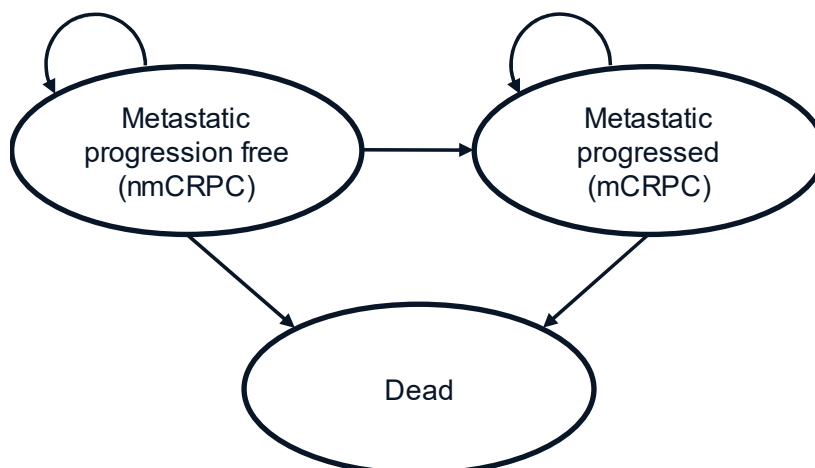 Metastatic
progression free
(nmCRPC)
Metastatic
progressed
(mCRPC)
Dead